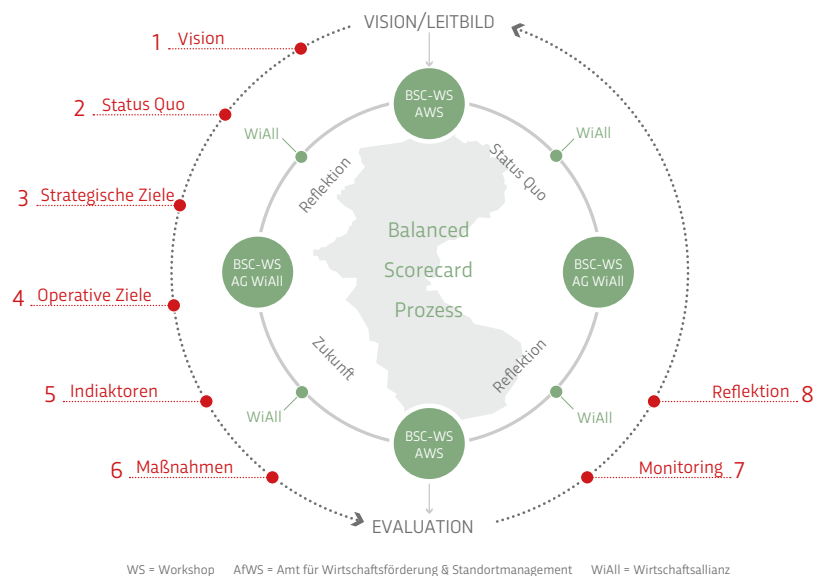 VISION/LEITBILD
1 Vision
2 Status Quo
3 Strategische Ziele
4 Operative Ziele
5 Indiaktoren
6 Maßnahmen
BSC-WS
AWS
WiAll
WiAll
Reflektion
Status Quo
Balanced
Scorecard
Prozess
BSC-WS
AG WiAll
BSC-WS
AG WiAll
Zukunft
Reflektion
WiAll
WiAll
BSC-WS
AWS
Reflektion 8
Monitoring 7
EVALUATION
WS = Workshop AfWS = Amt für Wirtschaftsförderung & Standortmanagement WiAll = Wirtschaftsallianz